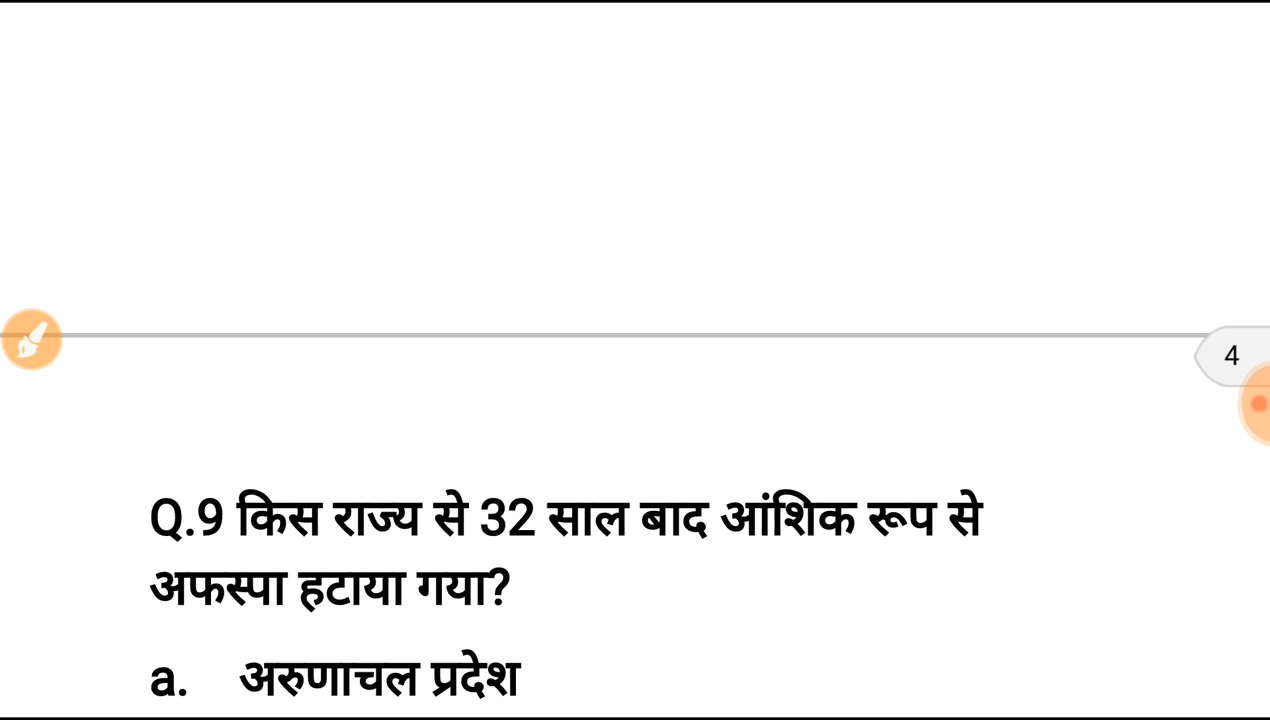 4
Q.9 किस राज्य से 32 साल बाद आंशिक रूप से
अफस्पा हटाया गया?
a. अरुणाचल प्रदेश